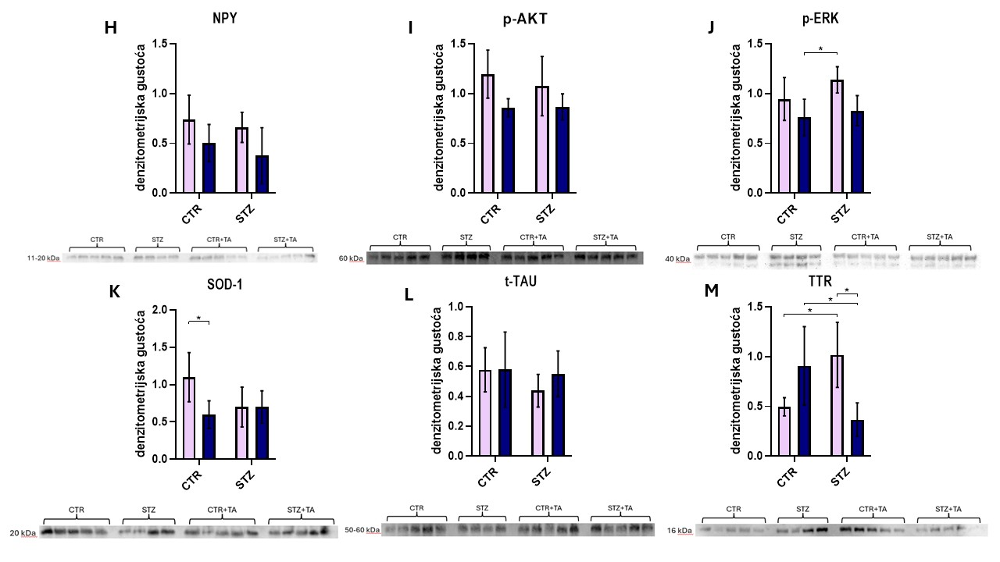 H
NPY
denzitometrijska gustoća
1.5
1.0
0.5
0.0
CTR
STZ
CTR
STZ
CTR+TA
STZ+TA
11-20 kDa
I
p-AKT
denzitometrijska gustoća
1.5
1.0
0.5
0.0
CTR
STZ
CTR
STZ
CTR+TA
STZ+TA
60 kDa
J
p-ERK
denzitometrijska gustoća
1.5
1.0
0.5
0.0
*
CTR
STZ
CTR
STZ
CTR+TA
STZ+TA
40 kDa
K
SOD-1
denzitometrijska gustoća
2.0
1.5
1.0
0.5
0.0
*
CTR
STZ
CTR
STZ
CTR+TA
STZ+TA
20 kDa
L
t-TAU
denzitometrijska gustoća
1.0
0.8
0.6
0.4
0.2
0.0
CTR
STZ
CTR
STZ
CTR+TA
STZ+TA
50-60 kDa
M
TTR
denzitometrijska gustoća
1.5
1.0
0.5
0.0
*
*
*
CTR
STZ
CTR
STZ
CTR+TA
STZ+TA
16 kDa